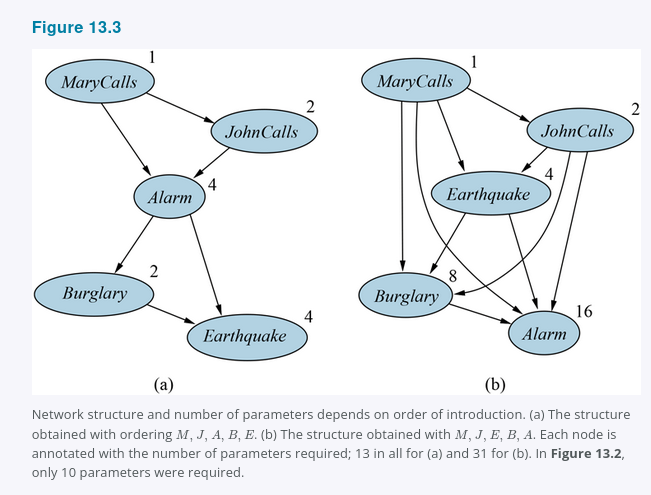 Figure 13.3
MaryCalls
1
JohnCalls
2
Alarm
4
Burglary
2
Earthquake
4
(a)
MaryCalls
1
JohnCalls
2
Earthquake
4
Burglary
8
Alarm
16
(b)
Network structure and number of parameters depends on order of introduction. (a) The structure
obtained with ordering M, J, A, B, E. (b) The structure obtained with M, J, E, B, A. Each node is
annotated with the number of parameters required; 13 in all for (a) and 31 for (b). In Figure 13.2,
only 10 parameters were required.